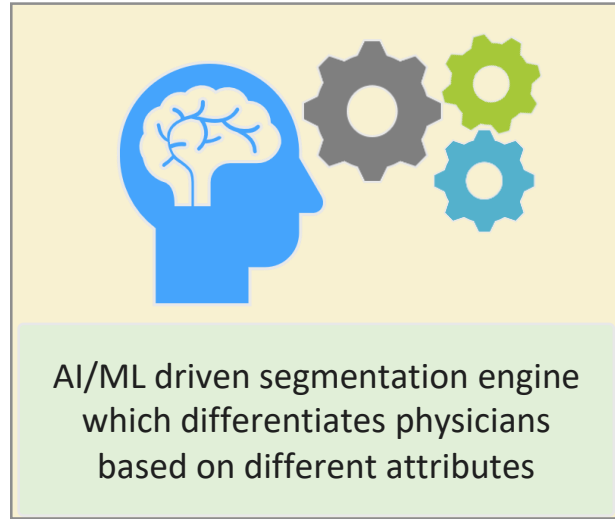 AI/ML driven segmentation engine
which differentiates physicians
based on different attributes